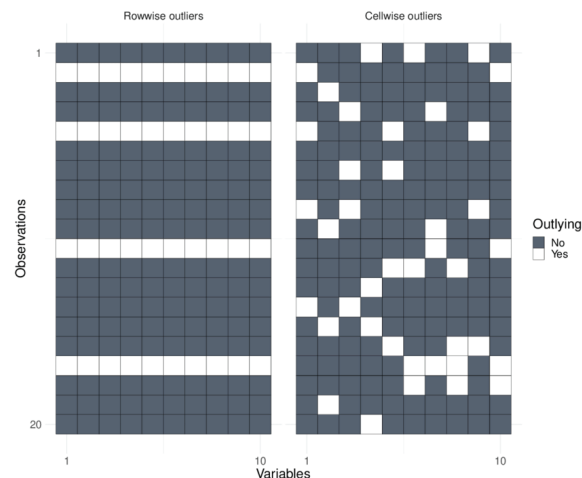 Rowwise outliers
Cellwise outliers
1
20
Observations
1
10
1
10
Variables
Outlying
No
Yes